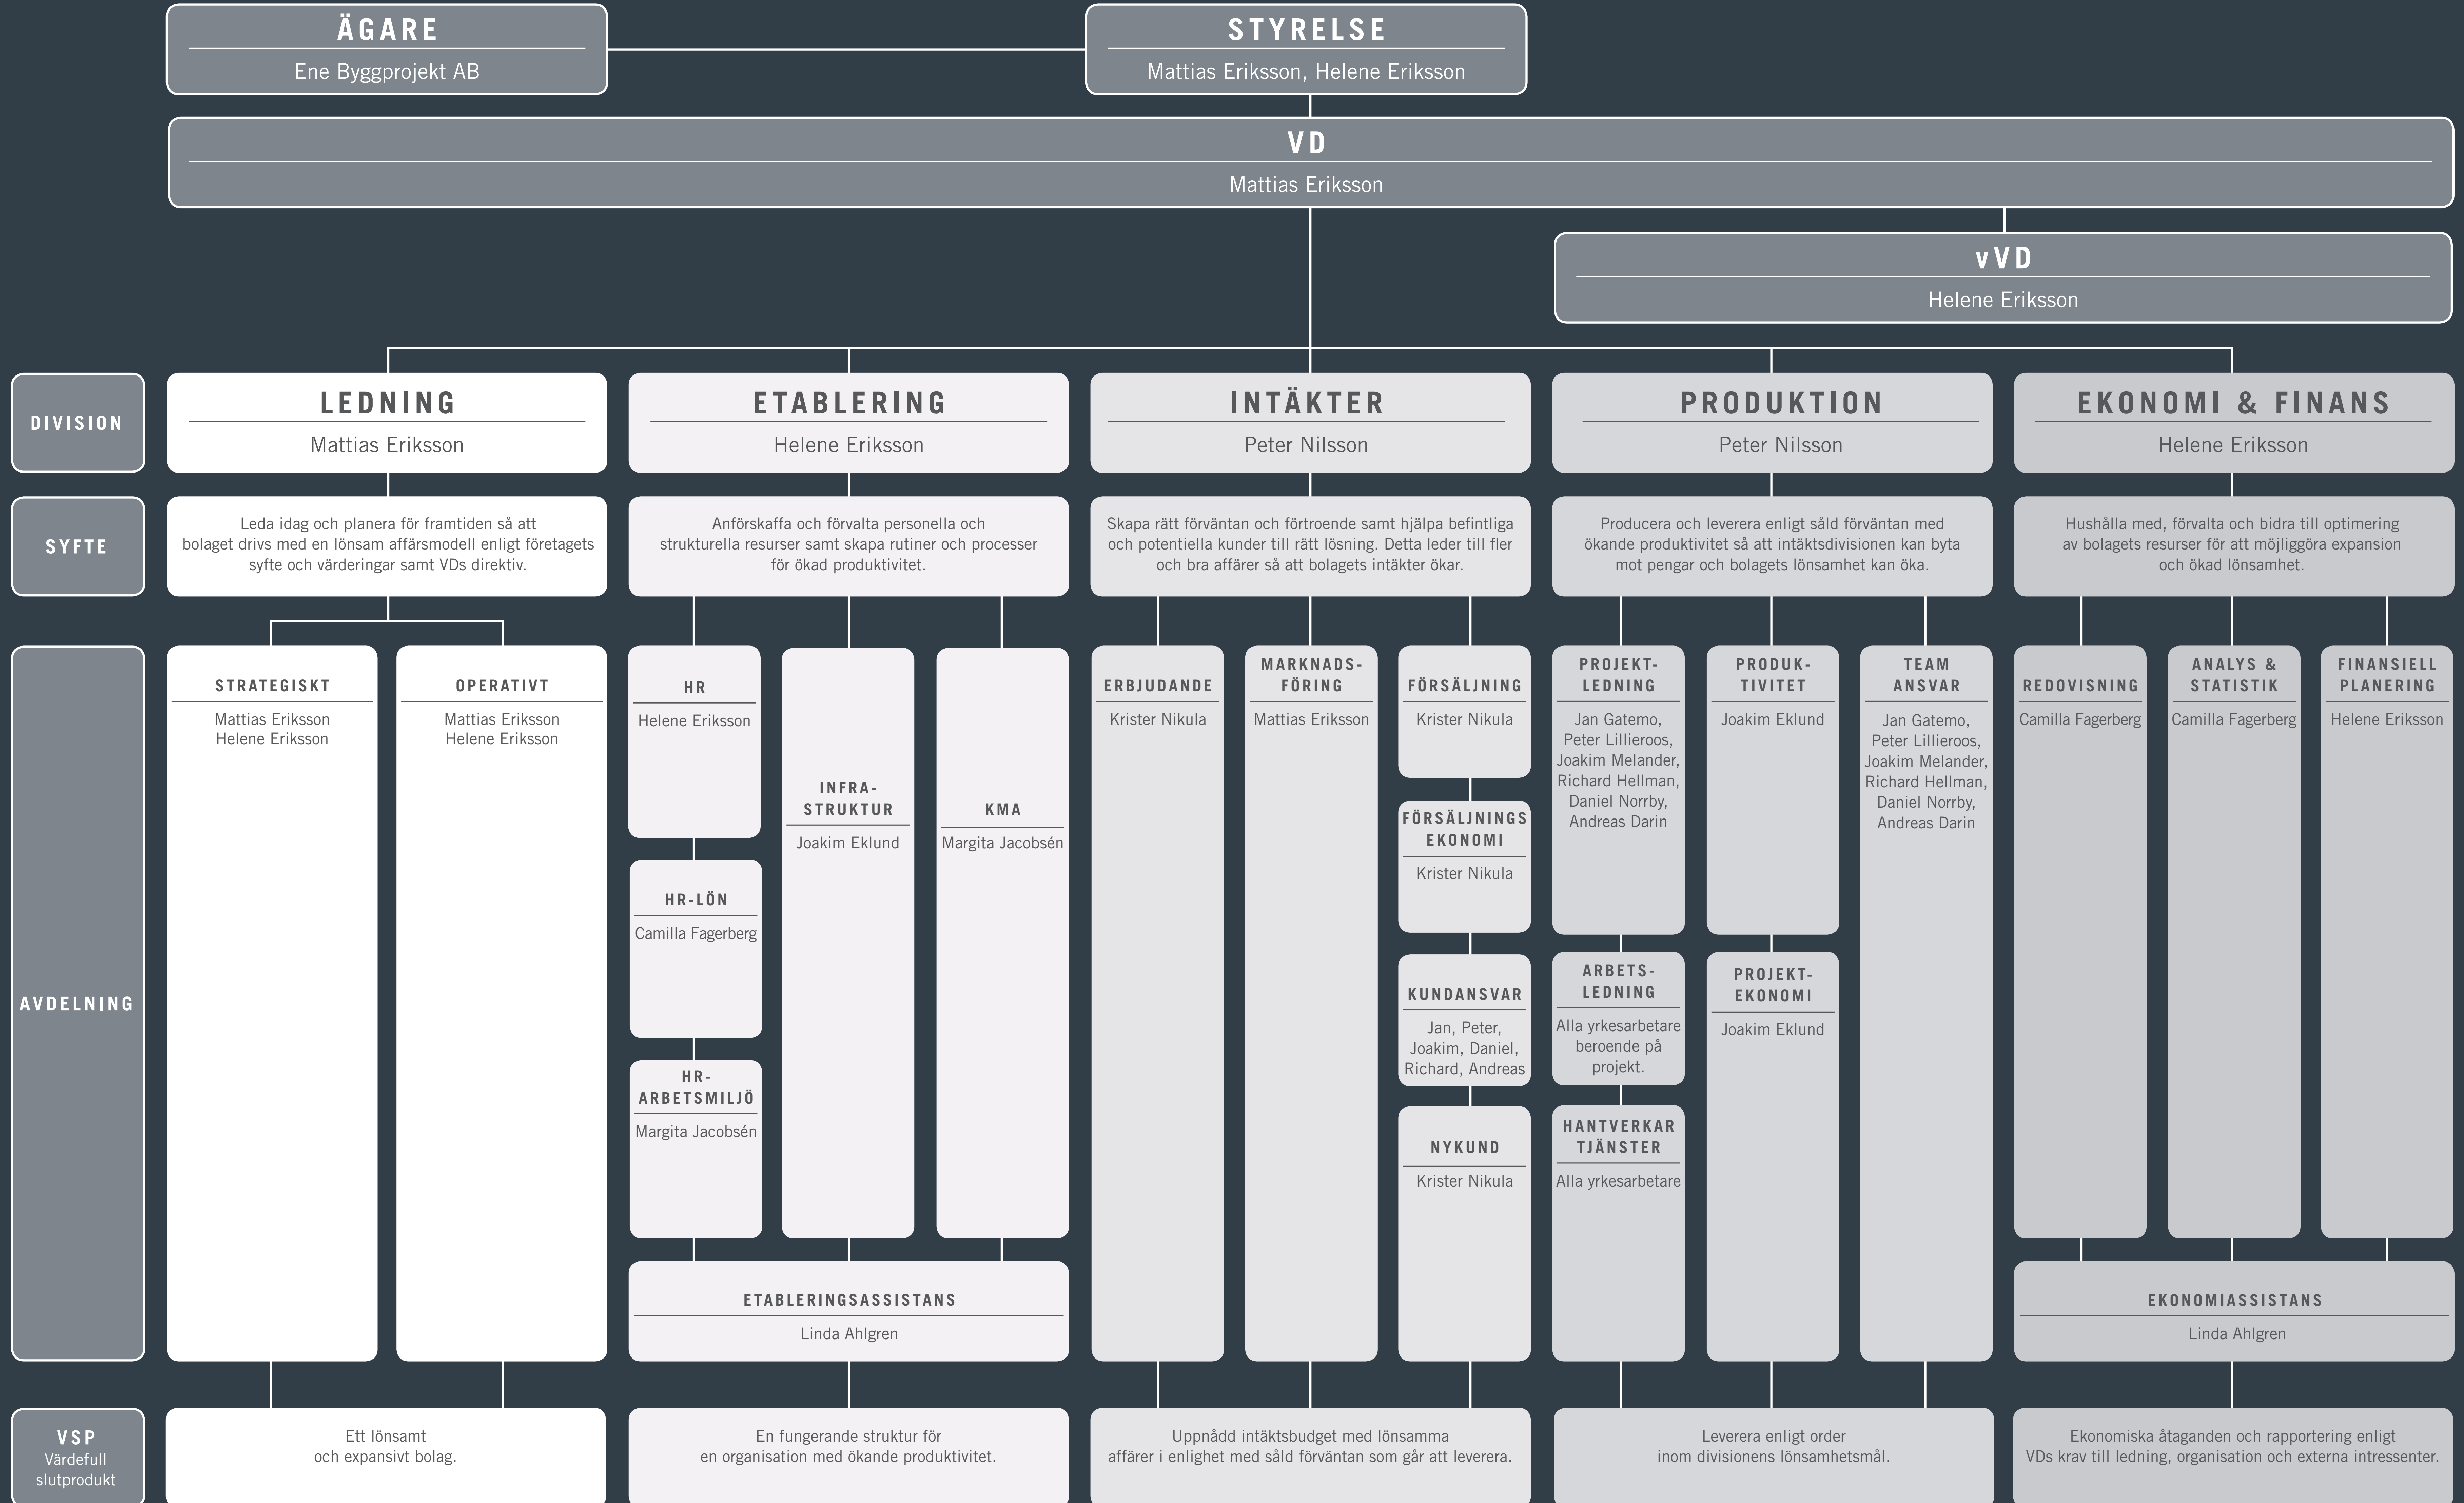 ÄGARE
Ene Byggprojekt AB
STYRELSE
Mattias Eriksson, Helene Eriksson
VD
Mattias Eriksson
vVD
Helene Eriksson
DIVISION
LEDNING
Mattias Eriksson
ETABLERING
Helene Eriksson
INTÄKTER
Peter Nilsson
PRODUKTION
Peter Nilsson
EKONOMI & FINANS
Helene Eriksson
SYFTE
Leda idag och planera för framtiden så att
bolaget drivs med en lönsam affärsmodell enligt företagets
syfte och värderingar samt VDs direktiv.
Anförskaffa och förvalta personella och
strukturella resurser samt skapa rutiner och processer
för ökad produktivitet.
Skapa rätt förväntan och förtroende samt hjälpa befintliga
och potentiella kunder till rätt lösning. Detta leder till fler
och bra affärer så att bolagets intäkter ökar.
Producera och leverera enligt såld förväntan med
ökande produktivitet så att intäktsdivisionen kan byta
mot pengar och bolagets lönsamhet kan öka.
Hushålla med, förvalta och bidra till optimering
av bolagets resurser för att möjliggöra expansion
och ökad lönsamhet.
AVDELNING
STRATEGISKT
Mattias Eriksson
Helene Eriksson
OPERATIVT
Mattias Eriksson
Helene Eriksson
HR
Helene Eriksson
HR-LÖN
Camilla Fagerberg
HR-
ARBETSMILJÖ
Margita Jacobsén
INFRA-
STRUKTUR
Joakim Eklund
KMA
Margita Jacobsén
ETABLERINGSASSISTANS
Linda Ahlgren
ERBJUDANDE
Krister Nikula
MARKNADS-
FÖRING
Mattias Eriksson
FÖRSÄLJNING
Krister Nikula
FÖRSÄLJNINGS
EKONOMI
Krister Nikula
KUNDANSVAR
Jan, Peter,
Joakim, Daniel,
Richard, Andreas
NYKUND
Krister Nikula
PROJEKT-
LEDNING
Jan Gatemo,
Peter Lillieroos,
Joakim Melander,
Richard Hellman,
Daniel Norrby,
Andreas Darin
ARBETS-
LEDNING
Alla yrkesarbetare
beroende på
projekt.
HANTVERKAR
TJÄNSTER
Alla yrkesarbetare
PRODUK-
TIVITET
Joakim Eklund
PROJEKT-
EKONOMI
Joakim Eklund
TEAM
ANSVAR
Jan Gatemo,
Peter Lillieroos,
Joakim Melander,
Richard Hellman,
Daniel Norrby,
Andreas Darin
REDOVISNING
Camilla Fagerberg
ANALYS &
STATISTIK
Camilla Fagerberg
FINANSIELL
PLANERING
Helene Eriksson
EKONOMIASSISTANS
Linda Ahlgren
VSP
Värdefull
slutprodukt
Ett lönsamt
och expansivt bolag.
En fungerande struktur för
en organisation med ökande produktivitet.
Uppnådd intäktsbudget med lönsamma
affärer i enlighet med såld förväntan som går att leverera.
Leverera enligt order
inom divisionens lönsamhetsmål.
Ekonomiska åtaganden och rapportering enligt
VDs krav till ledning, organisation och externa intressenter.